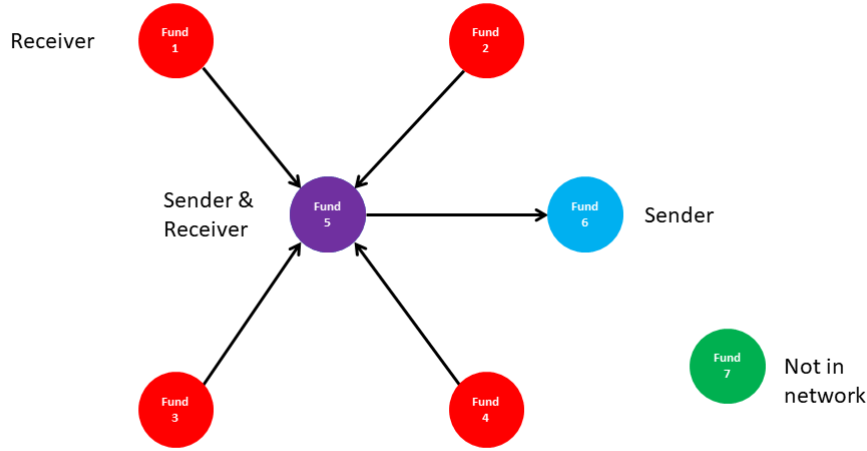 Receiver
Fund
1
Fund
2
Sender &
Receiver
Fund
5
Fund
6
Sender
Fund
7
Not in
network
Fund
3
Fund
4